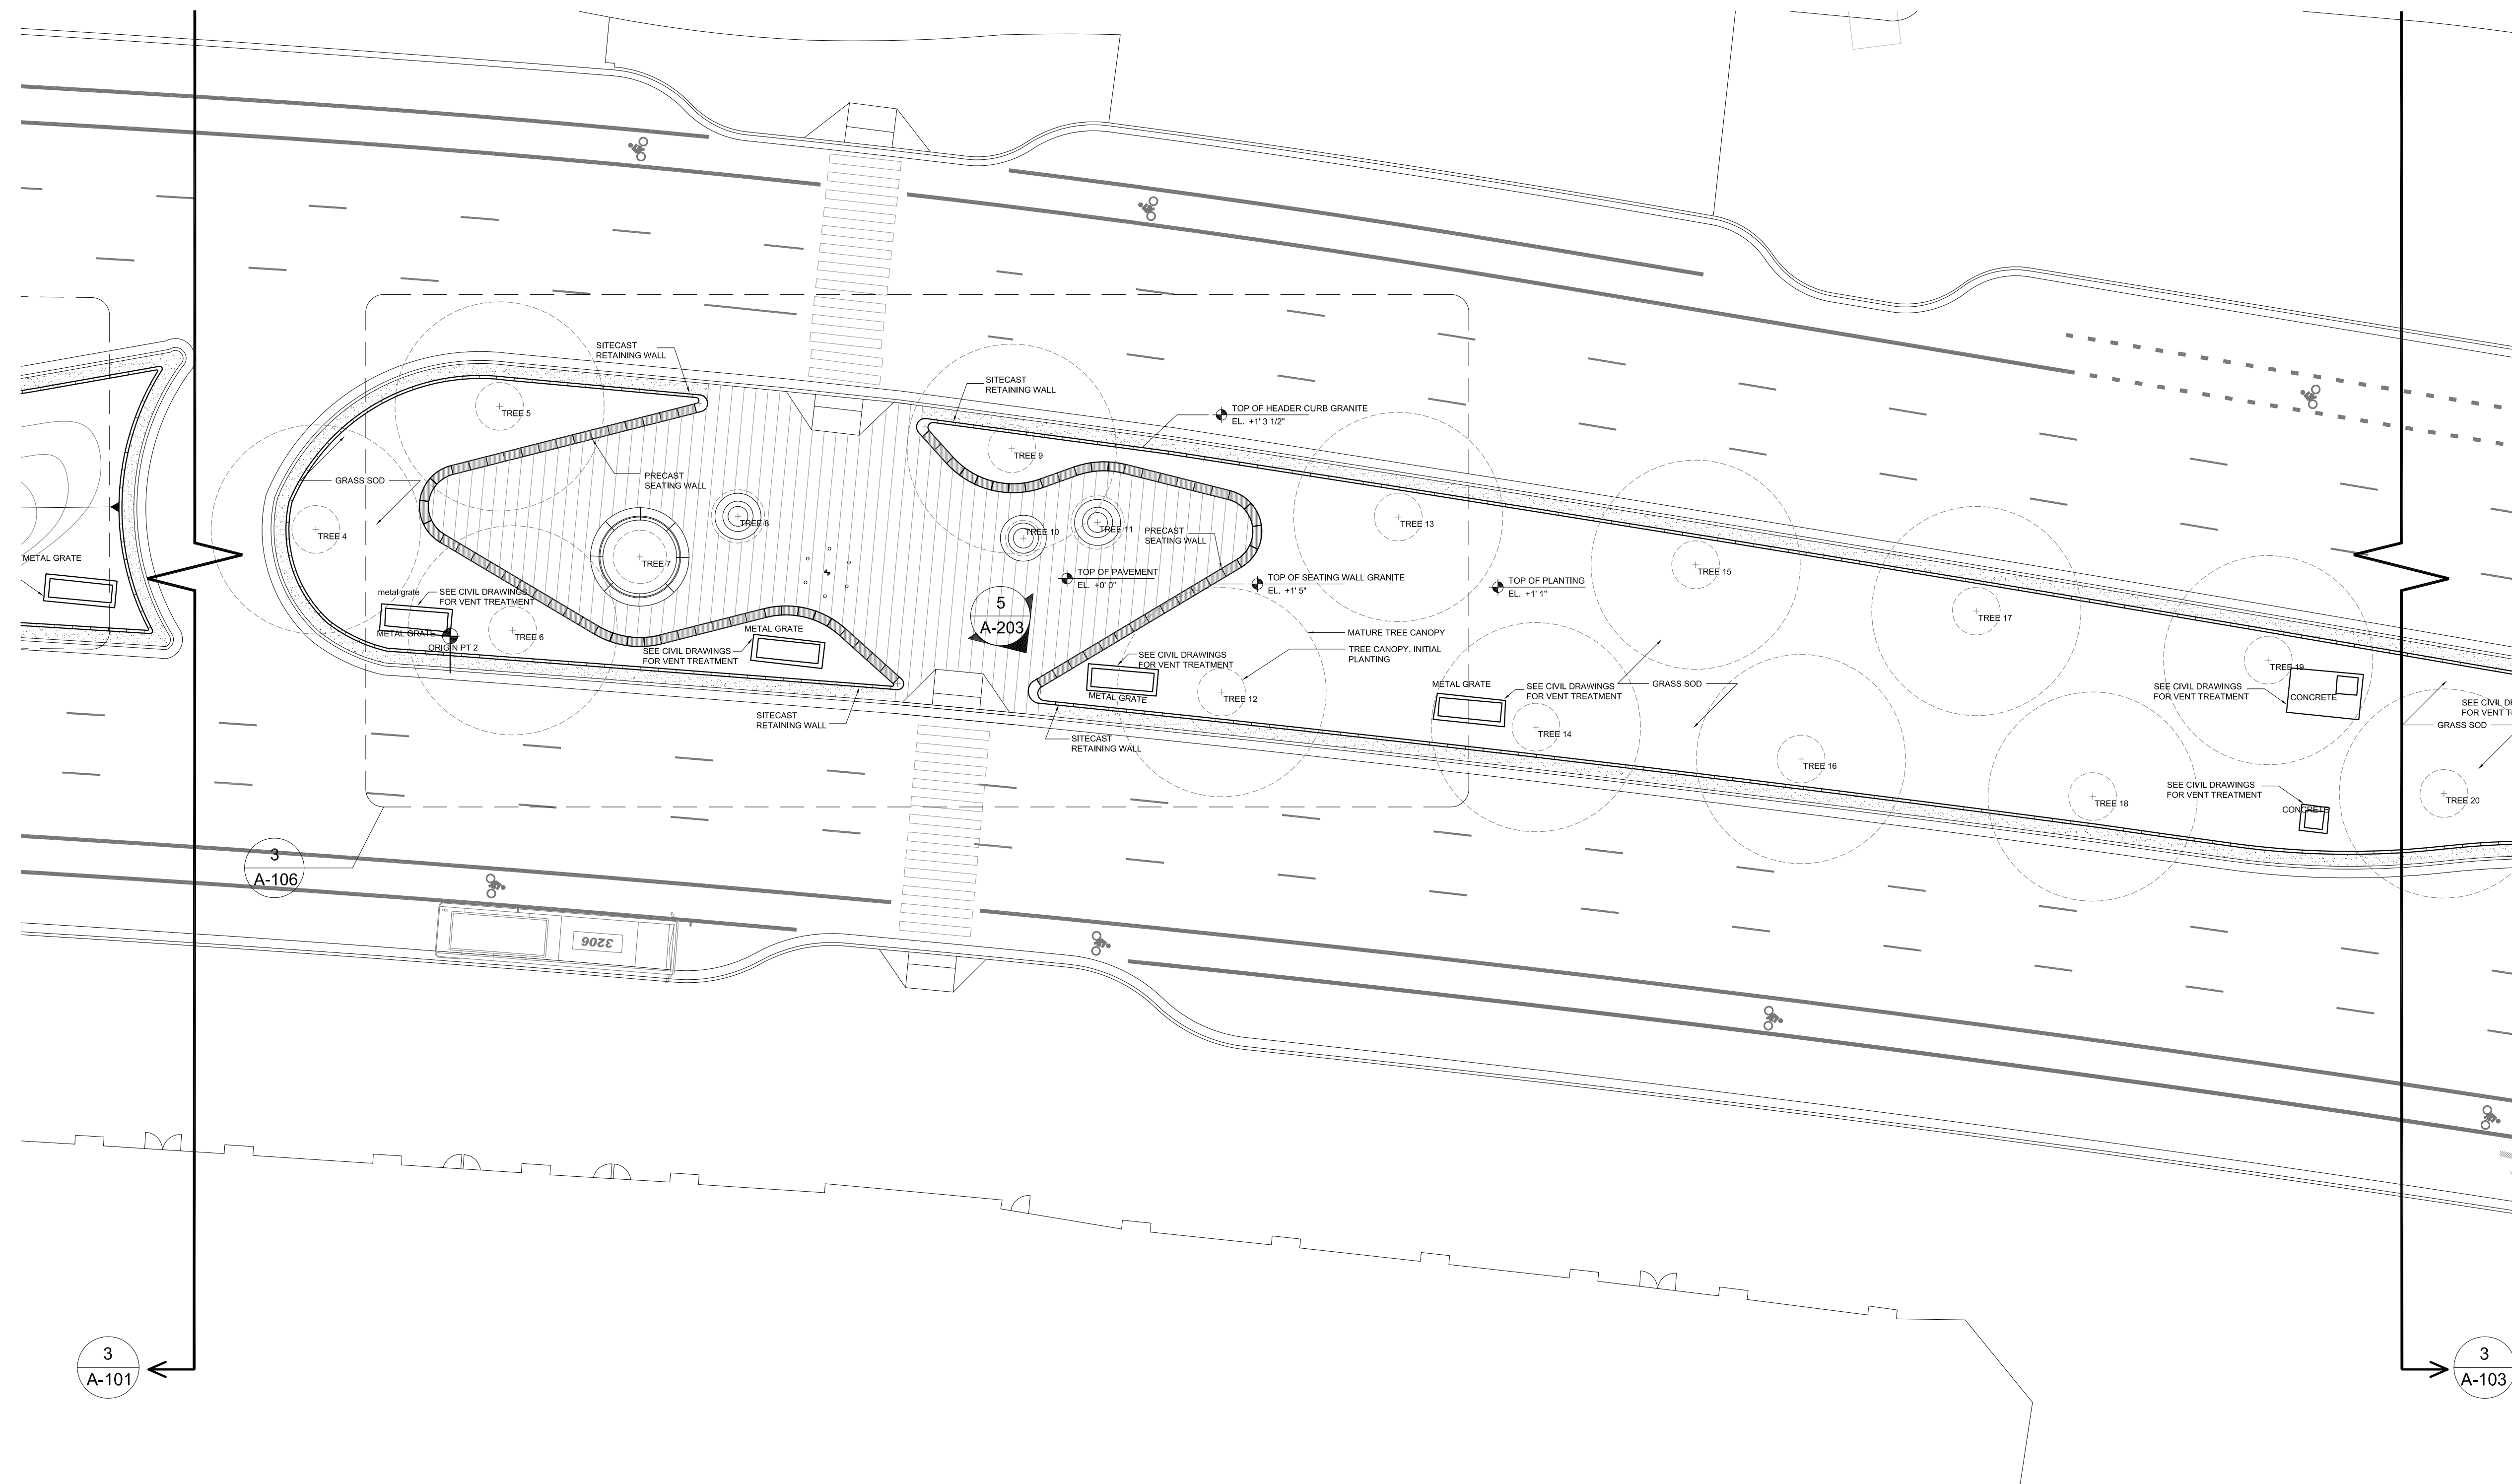 SITECAST
RETAINING WALL
SITECAST
RETAINING WALL
TREE 5
TOP OF HEADER CURB GRANITE
EL. +1' 3 1/2"
TREE 9
GRASS SOD
PRECAST
SEATING WALL
TREE 4
TREE 8
TREE 7
TREE 10
TREE 11
PRECAST
SEATING WALL
TREE 13
METAL GRATE
metal grate
SEE CIVIL DRAWINGS
FOR VENT TREATMENT
TOP OF PAVEMENT
EL. +0' 0"
TOP OF SEATING WALL GRANITE
EL. +1' 5"
TOP OF PLANTING
EL. +1' 1"
TREE 15
TREE 17
5
A-203
METAL GRATE
ORIGIN PT 2
TREE 6
METAL GRATE
SEE CIVIL DRAWINGS
FOR VENT TREATMENT
MATURE TREE CANOPY
TREE CANOPY, INITIAL
PLANTING
SEE CIVIL DRAWINGS
FOR VENT TREATMENT
METAL GRATE
TREE 12
METAL GRATE
SEE CIVIL DRAWINGS
FOR VENT TREATMENT
GRASS SOD
TREE 19
SEE CIVIL DRAWINGS
FOR VENT TREATMENT
CONCRETE
SEE CIVIL
FOR VENT
GRASS SOD
SITECAST
RETAINING WALL
SITECAST
RETAINING WALL
TREE 14
TREE 16
TREE 18
SEE CIVIL DRAWINGS
FOR VENT TREATMENT
CONCRETE
TREE 20
3
A-106
3206
3
A-101
3
A-103